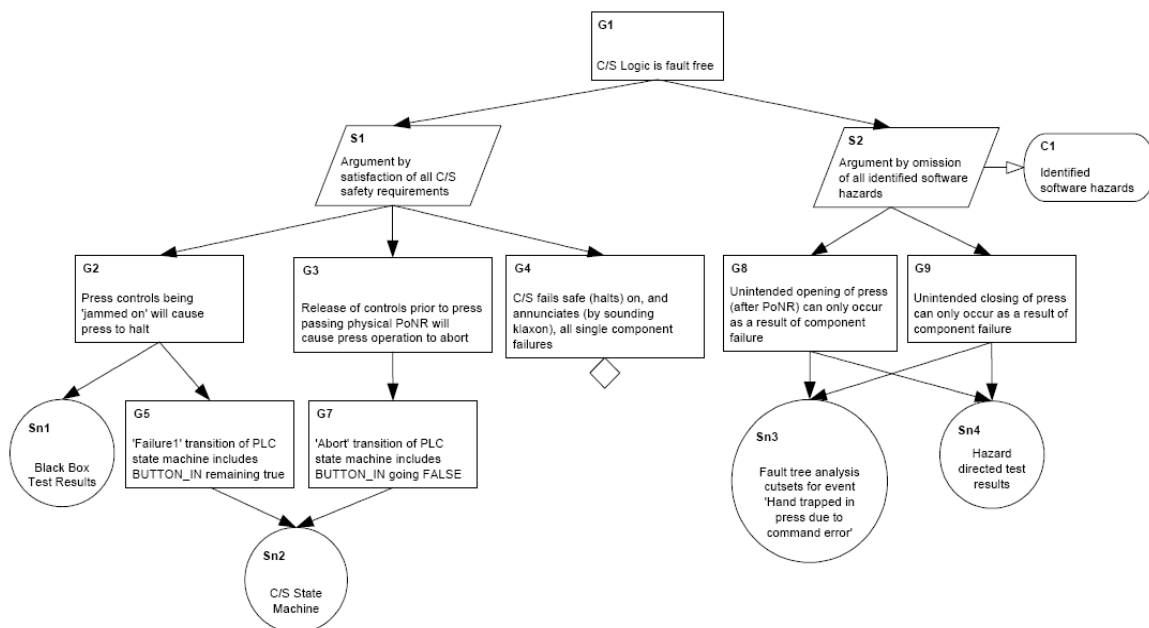 G1
C/S Logic is fault free
S1
Argument by
satisfaction of all C/S
safety requirements
S2
Argument by omission
of all identified software
hazards
C1
Identified
software hazards
G2
Press controls being
'jammed on' will cause
press to halt
G3
Release of controls prior to press
passing physical PoNR will
cause press operation to abort
G4
C/S fails safe (halts) on, and
annunciates (by sounding
klaxon), all single component
failures
G8
Unintended opening of press
(after PoNR) can only occur
as a result of component
failure
G9
Unintended closing of press
can only occur as a result of
component failure
Sn1
Black Box
Test Results
G5
'Failure1' transition of PLC
state machine includes
BUTTON_IN remaining true
G7
'Abort' transition of PLC
state machine includes
BUTTON_IN going FALSE
Sn3
Fault tree analysis
cutsets for event
'Hand trapped in
press due to
command error'
Sn4
Hazard
directed test
results
Sn2
C/S State
Machine